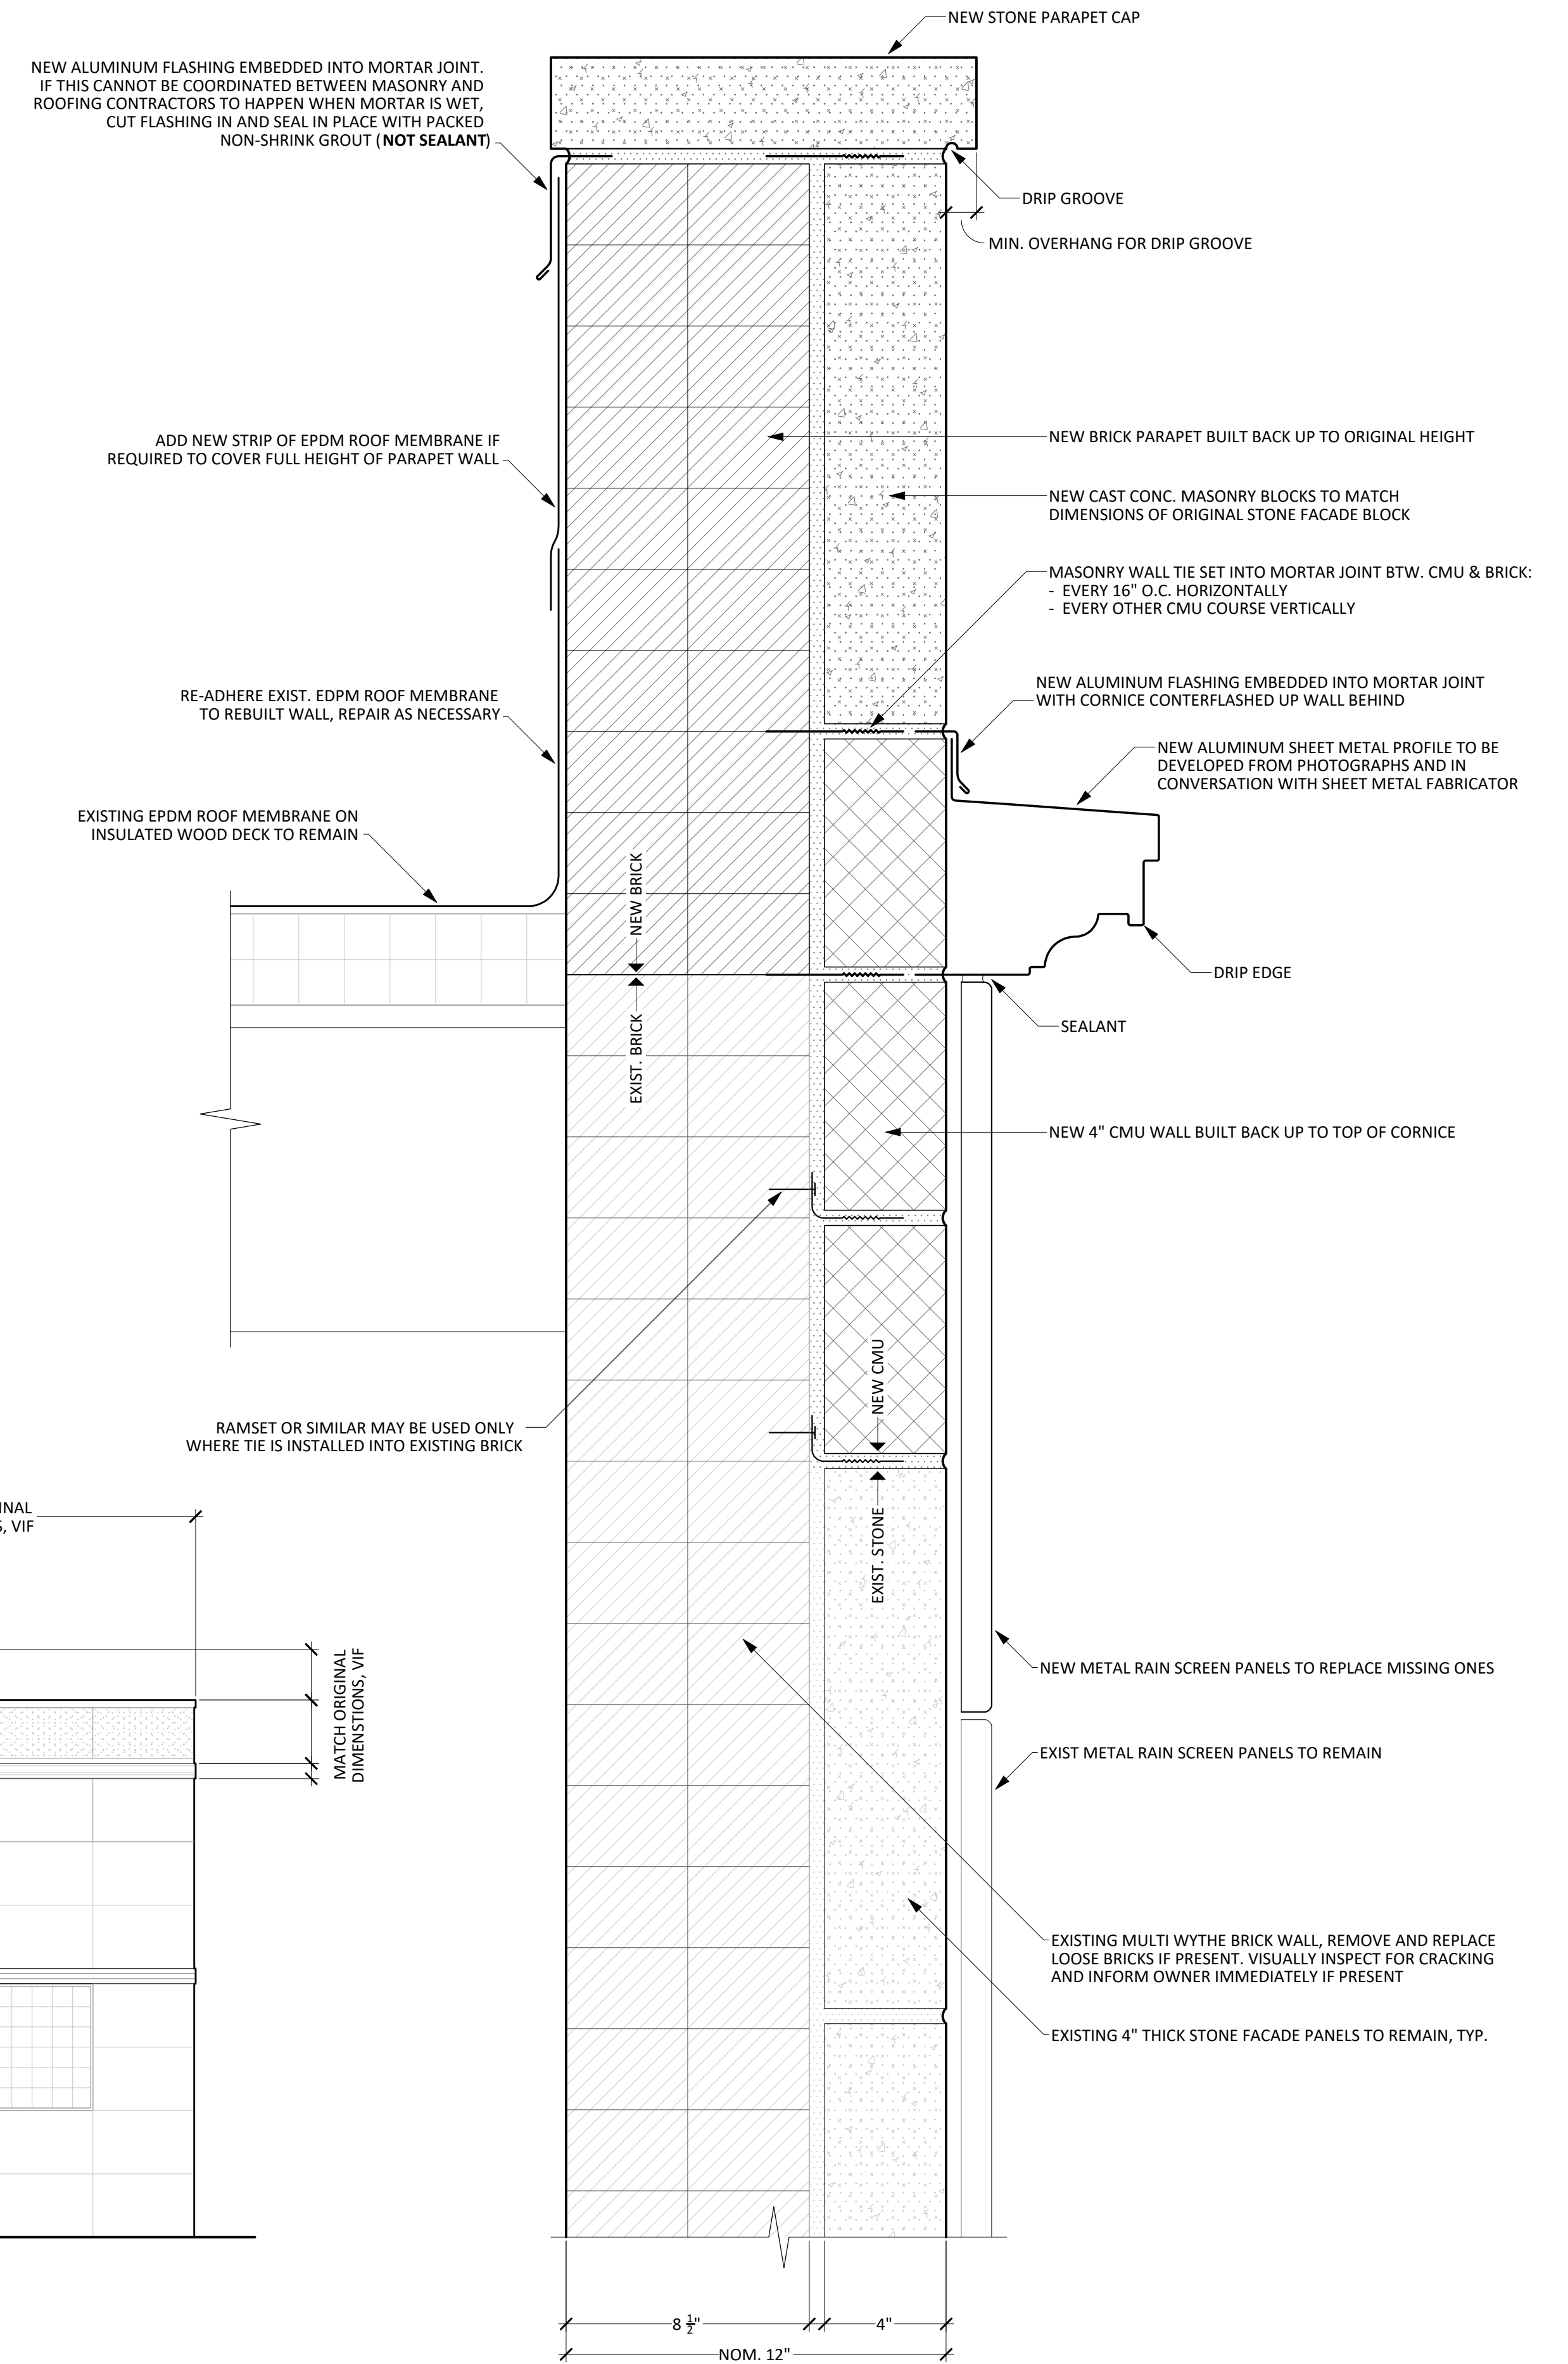 NEW STONE PARAPET CAP
NEW ALUMINUM FLASHING EMBEDDED INTO MORTAR JOINT.
IF THIS CANNOT BE COORDINATED BETWEEN MASONRY AND
ROOFING CONTRACTORS TO HAPPEN WHEN MORTAR IS WET,
CUT FLASHING IN AND SEAL IN PLACE WITH PACKED
NON-SHRINK GROUT (NOT SEALANT)
DRIP GROOVE
MIN. OVERHANG FOR DRIP GROOVE
ADD NEW STRIP OF EPDM ROOF MEMBRANE IF
REQUIRED TO COVER FULL HEIGHT OF PARAPET WALL
NEW BRICK PARAPET BUILT BACK UP TO ORIGINAL HEIGHT
NEW CAST CONC. MASONRY BLOCKS TO MATCH
DIMENSIONS OF ORIGINAL STONE FACADE BLOCK
MASONRY WALL TIE SET INTO MORTAR JOINT BTW. CMU & BRICK:
- EVERY 16" O.C. HORIZONTALLY
- EVERY OTHER CMU COURSE VERTICALLY
RE-ADHERE EXIST. EDPM ROOF MEMBRANE
TO REBUILT WALL, REPAIR AS NECESSARY
NEW ALUMINUM FLASHING EMBEDDED INTO MORTAR JOINT
WITH CORNICE CONTERFLASHED UP WALL BEHIND
NEW ALUMINUM SHEET METAL PROFILE TO BE
DEVELOPED FROM PHOTOGRAPHS AND IN
CONVERSATION WITH SHEET METAL FABRICATOR
EXISTING EPDM ROOF MEMBRANE ON
INSULATED WOOD DECK TO REMAIN
NEW BRICK
EXIST. BRICK
DRIP EDGE
SEALANT
NEW 4" CMU WALL BUILT BACK UP TO TOP OF CORNICE
RAMSET OR SIMILAR MAY BE USED ONLY
WHERE TIE IS INSTALLED INTO EXISTING BRICK
NEW CMU
EXIST. STONE
INAL
S, VIF
MATCH ORIGINAL
DIMENSTIONS, VIF
NEW METAL RAIN SCREEN PANELS TO REPLACE MISSING ONES
EXIST METAL RAIN SCREEN PANELS TO REMAIN
EXISTING MULTI WYTHE BRICK WALL, REMOVE AND REPLACE
LOOSE BRICKS IF PRESENT. VISUALLY INSPECT FOR CRACKING
AND INFORM OWNER IMMEDIATELY IF PRESENT
EXISTING 4" THICK STONE FACADE PANELS TO REMAIN, TYP.
8 1/2"
4"
NOM. 12"